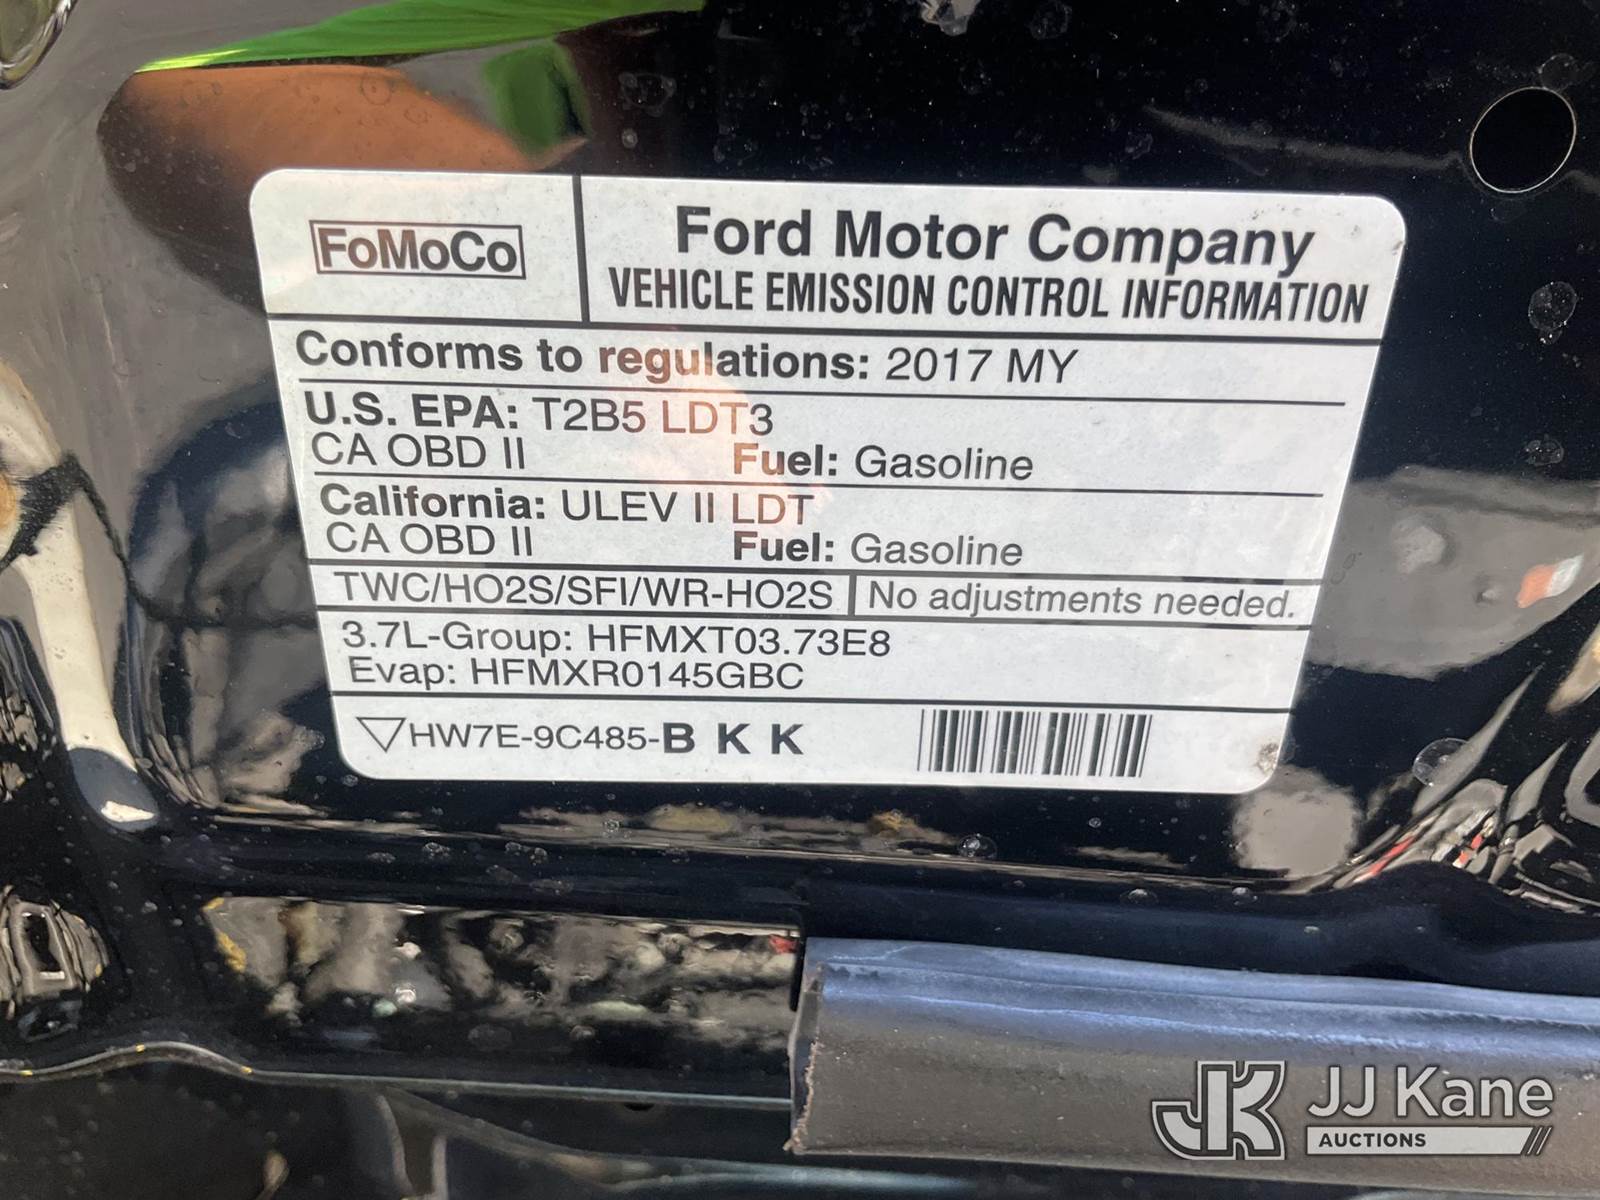 FoMoCo
Ford Motor Company
VEHICLE EMISSION CONTROL INFORMATION
Conforms to regulations: 2017 MY
U.S. EPA: T2B5 LDT3
CA OBD II Fuel: Gasoline
California: ULEV II LDT
CA OBD II Fuel: Gasoline
TWC/HO2S/SFI/WR-HO2S No adjustments needed.
3.7L-Group: HFMXT03.73E8
Evap: HFMXR0145GBC
HW7E-9C485-B K K
JK JJ Kane
AUCTIONS